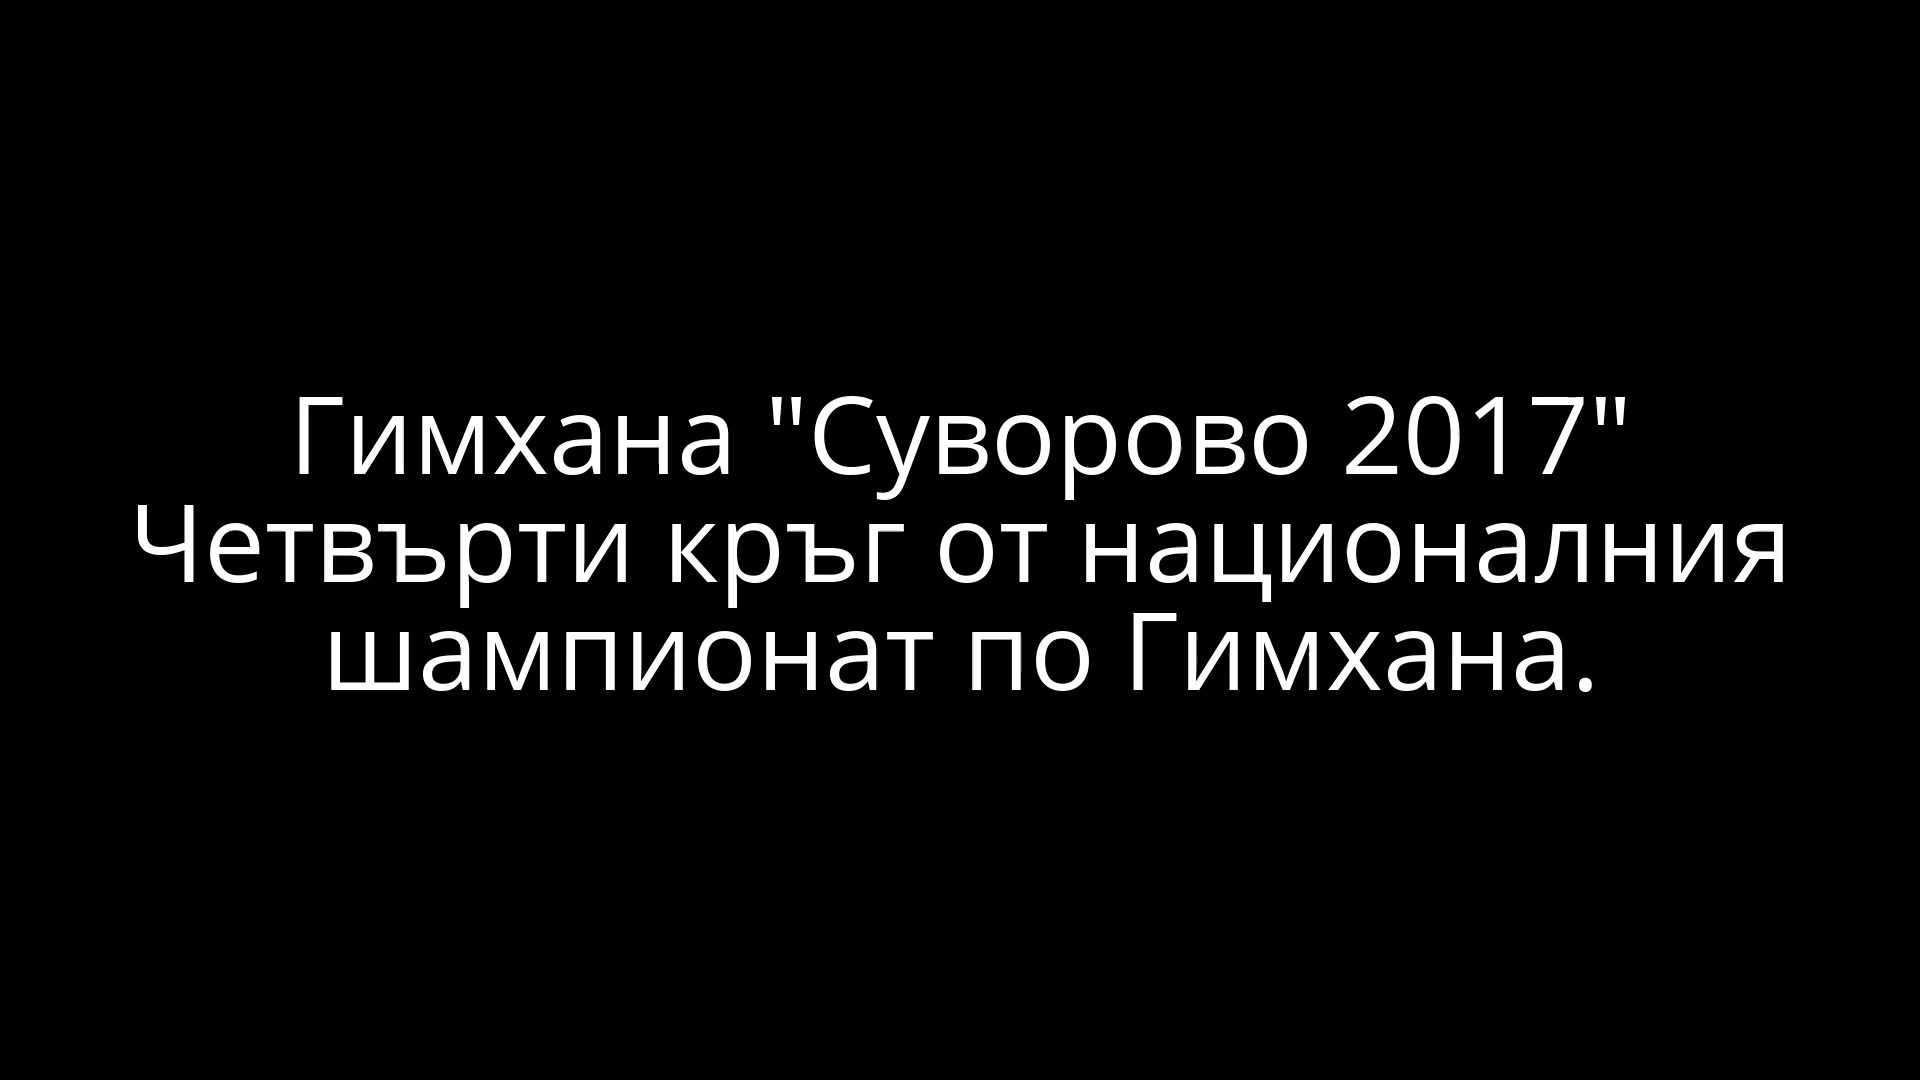 Гимхана "Суворово 2017"
Четвърти кръг от националния
шампионат по Гимхана.